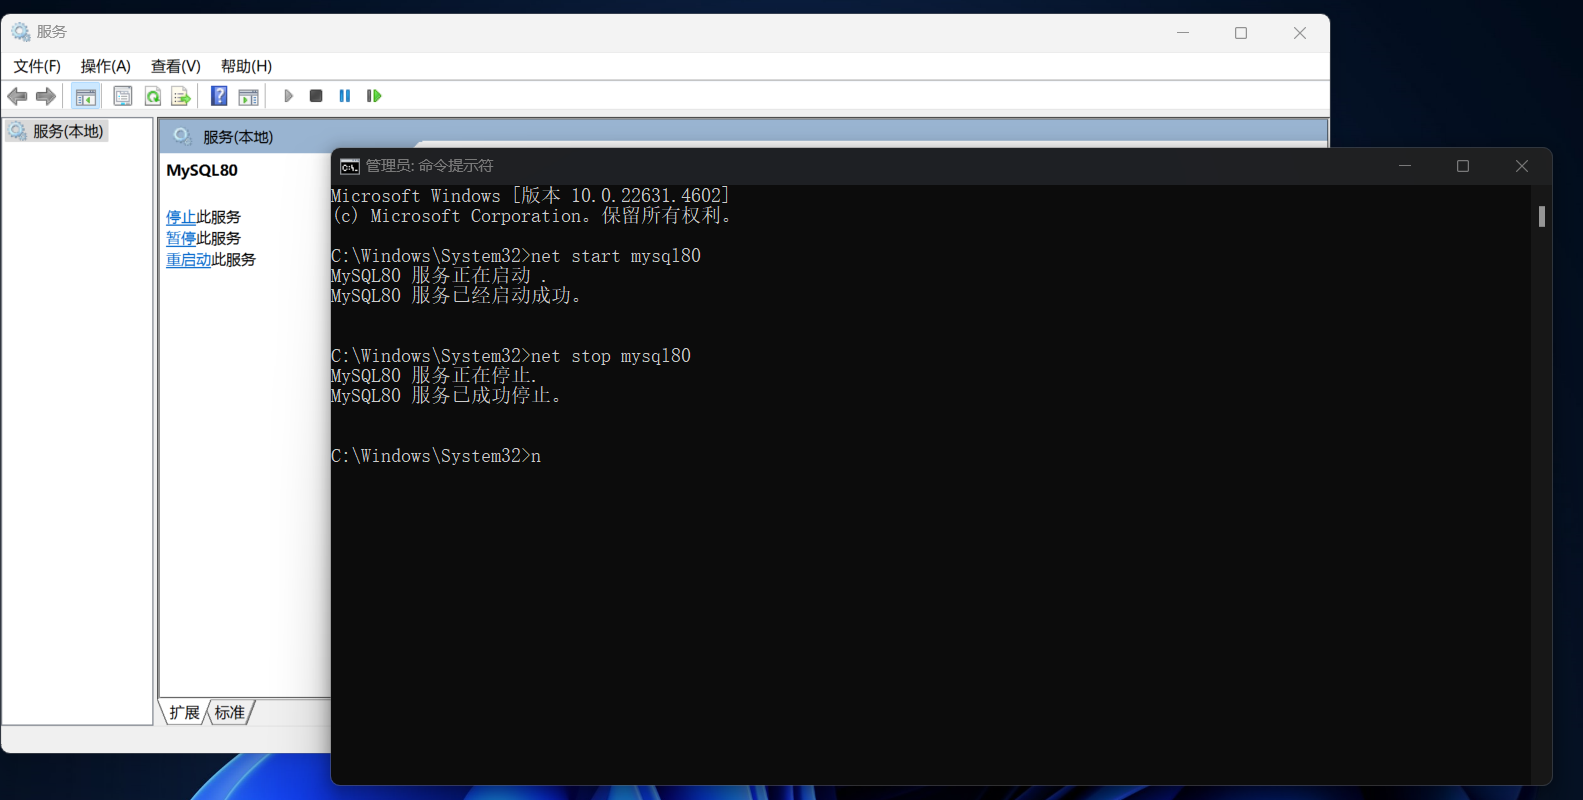 服务
文件(F) 操作(A) 查看(V) 帮助(H)
服务(本地)
服务(本地)
MySQL80
停止此服务
暂停此服务
重启动此服务
扩展 标准
管理员: 命令提示符
Microsoft Windows [版本 10.0.22631.4602]
(c) Microsoft Corporation。保留所有权利。
C:\Windows\System32>net start mysql80
MySQL80 服务正在启动 .
MySQL80 服务已经启动成功。
C:\Windows\System32>net stop mysql80
MySQL80 服务正在停止.
MySQL80 服务已成功停止。
C:\Windows\System32>n